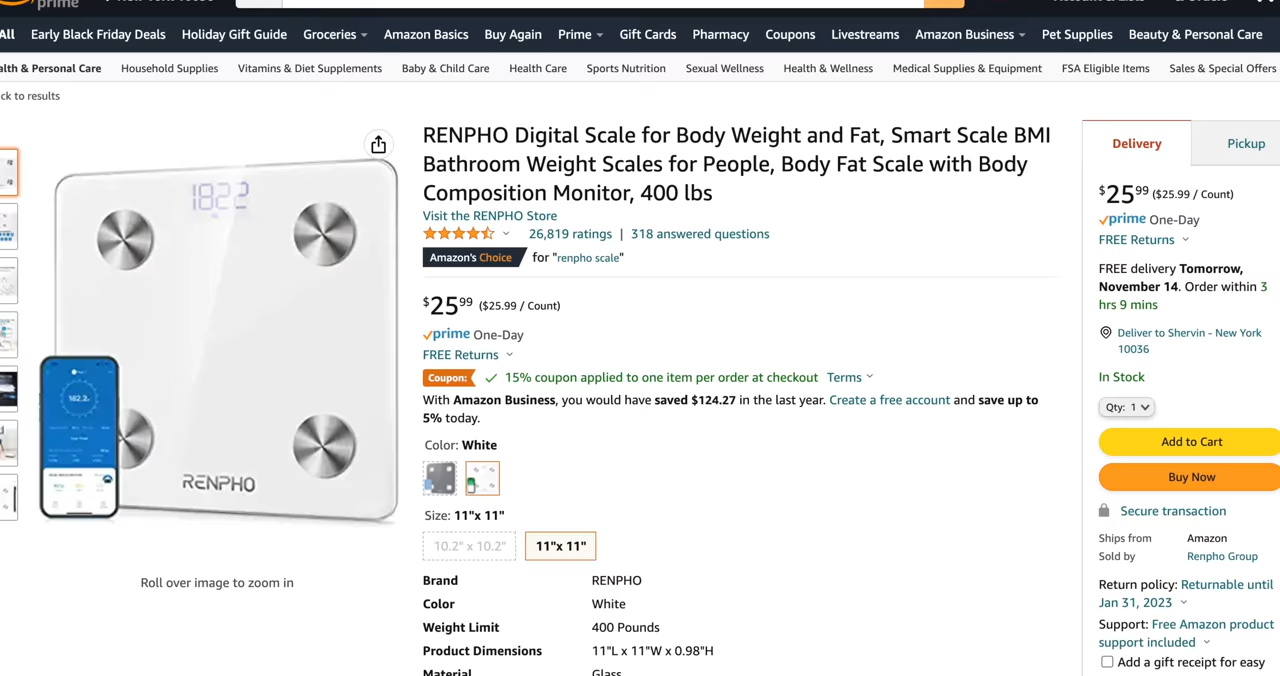 prime
All Early Black Friday Deals Holiday Gift Guide Groceries Amazon Basics Buy Again Prime Gift Cards Pharmacy Coupons Livestreams Amazon Business Pet Supplies Beauty & Personal Care
alth & Personal Care Household Supplies Vitamins & Diet Supplements Baby & Child Care Health Care Sports Nutrition Sexual Wellness Health & Wellness Medical Supplies & Equipment FSA Eligible Items Sales & Special Offers
ck to results
1822
182.2
RENPHO
Roll over image to zoom in
RENPHO Digital Scale for Body Weight and Fat, Smart Scale BMI
Bathroom Weight Scales for People, Body Fat Scale with Body
Composition Monitor, 400 lbs
Visit the RENPHO Store
26,819 ratings | 318 answered questions
Amazon's Choice for "renpho scale"
$25 99 ($25.99 / Count)
prime One-Day
FREE Returns
Coupon: 15% coupon applied to one item per order at checkout Terms
With Amazon Business, you would have saved $124.27 in the last year. Create a free account and save up to
5% today.
Color: White
Size: 11"x 11"
10.2" x 10.2" 11"x 11"
Brand RENPHO
Color White
Weight Limit 400 Pounds
Product Dimensions 11"L x 11"W x 0.98"H
Material Glass
Delivery Pickup
$25 99 ($25.99 / Count)
prime One-Day
FREE Returns
FREE delivery Tomorrow,
November 14. Order within 3
hrs 9 mins
Deliver to Shervin - New York
10036
In Stock
Qty: 1
Add to Cart
Buy Now
Secure transaction
Ships from Amazon
Sold by Renpho Group
Return policy: Returnable until
Jan 31, 2023
Support: Free Amazon product
support included
Add a gift receipt for easy